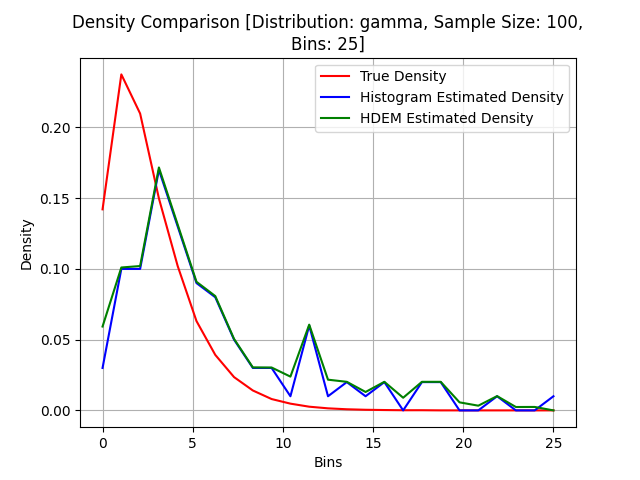 Density Comparison [Distribution: gamma, Sample Size: 100,
Bins: 25]
True Density
Histogram Estimated Density
HDEM Estimated Density
Density
0.20
0.15
0.10
0.05
0.00
0 5 10 15 20 25
Bins